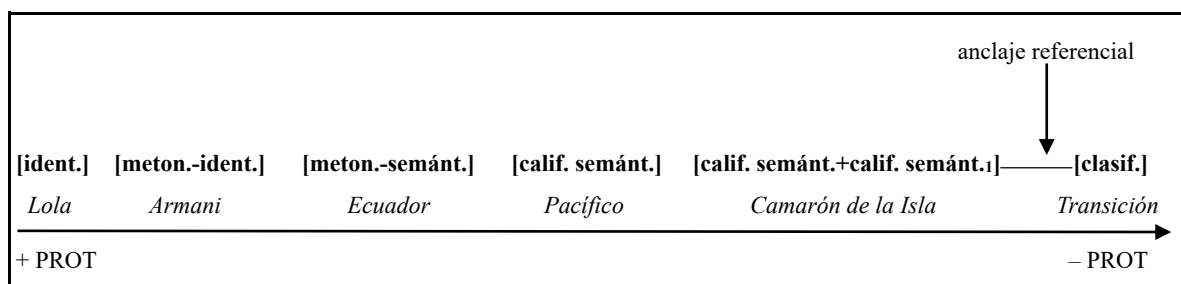 anclaje referencial
[ident.] [meton.-ident.] [meton.-semánt.] [calif. semánt.] [calif. semánt.+calif. semánt.1]———[clasif.]
Lola Armani Ecuador Pacífico Camarón de la Isla Transición
+ PROT – PROT